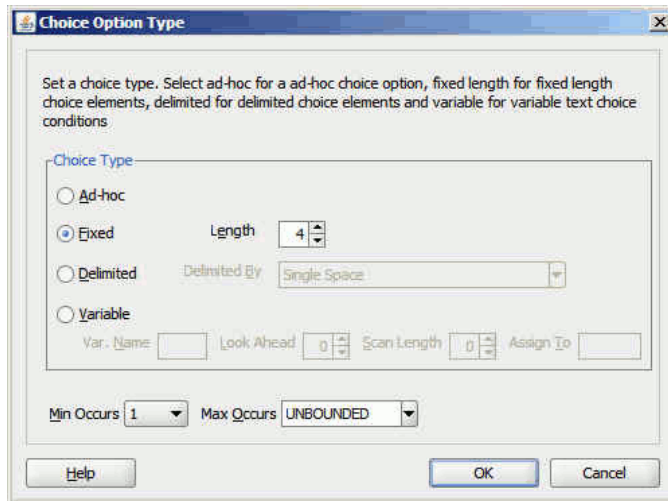 Choice Option Type
Set a choice type. Select ad-hoc for a ad-hoc choice option, fixed length for fixed length
choice elements, delimited for delimited choice elements and variable for variable text choice
conditions
Choice Type
Ad-hoc
Fixed Length 4
Delimited Delimited By Single Space
Variable
Var. Name Look Ahead 0 Scan Length 0 Assign To
Min Occurs 1 Max Occurs UNBOUNDED
Help OK Cancel